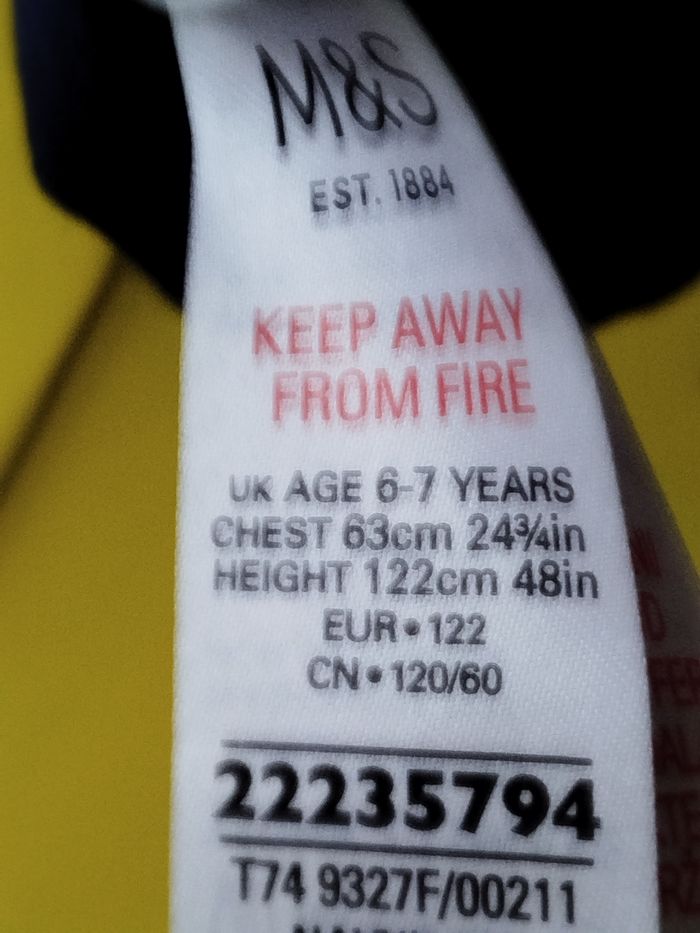 M&S
EST. 1884
KEEP AWAY
FROM FIRE
UK AGE 6-7 YEARS
CHEST 63cm 24¾in
HEIGHT 122cm 48in
EUR•122
CN•120/60
22235794
T74 9327F/00211